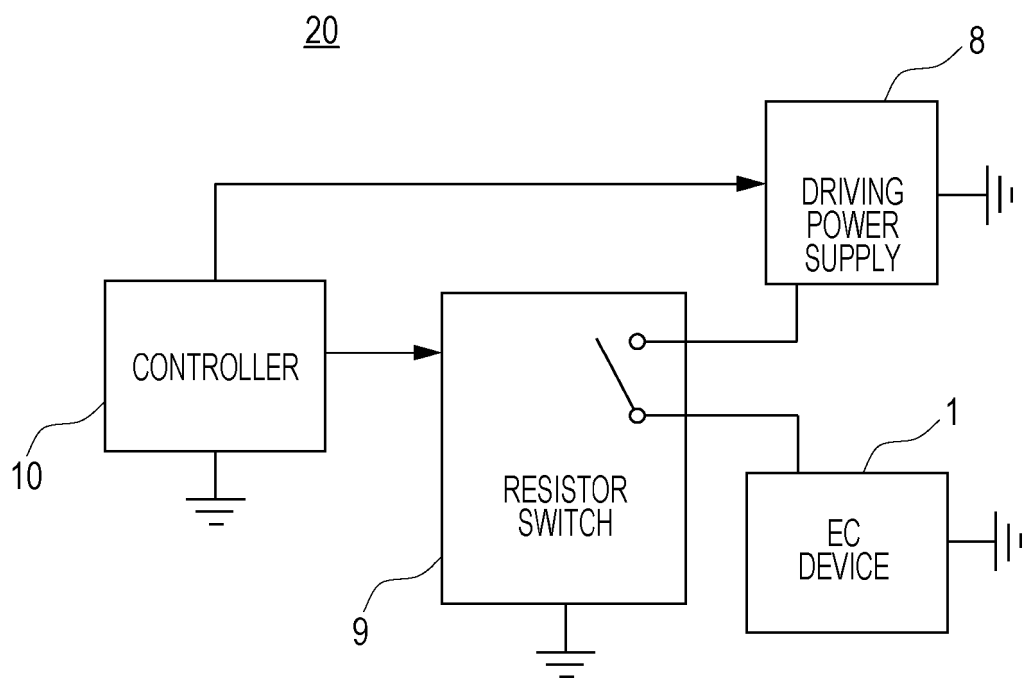 20
8
DRIVING
POWER
SUPPLY
CONTROLLER
10
RESISTOR
SWITCH
9
1
EC
DEVICE